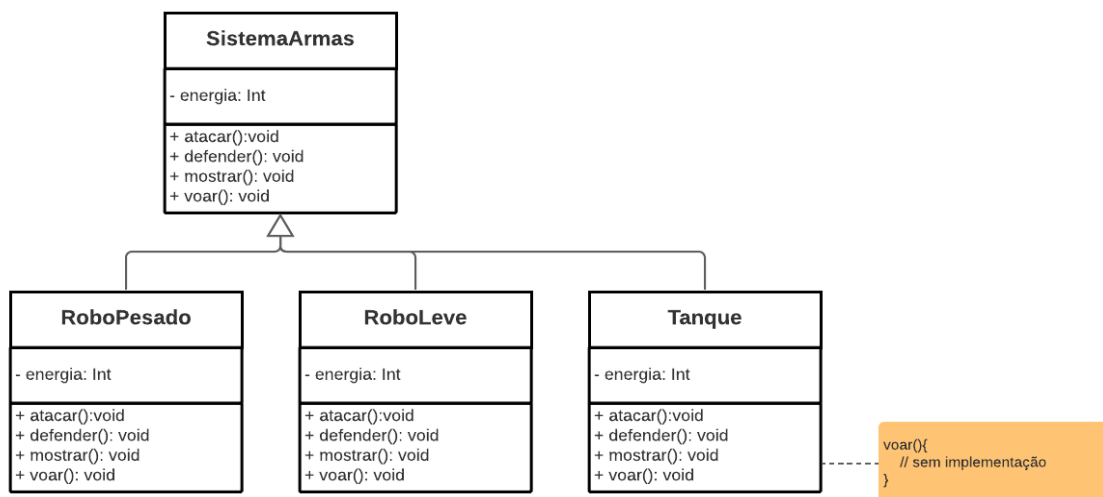 SistemaArmas
- energia: Int
+ atacar():void
+ defender(): void
+ mostrar(): void
+ voar(): void
RoboPesado
- energia: Int
+ atacar():void
+ defender(): void
+ mostrar(): void
+ voar(): void
RoboLeve
- energia: Int
+ atacar():void
+ defender(): void
+ mostrar(): void
+ voar(): void
Tanque
- energia: Int
+ atacar():void
+ defender(): void
+ mostrar(): void
+ voar(): void
voar(){
// sem implementação
}